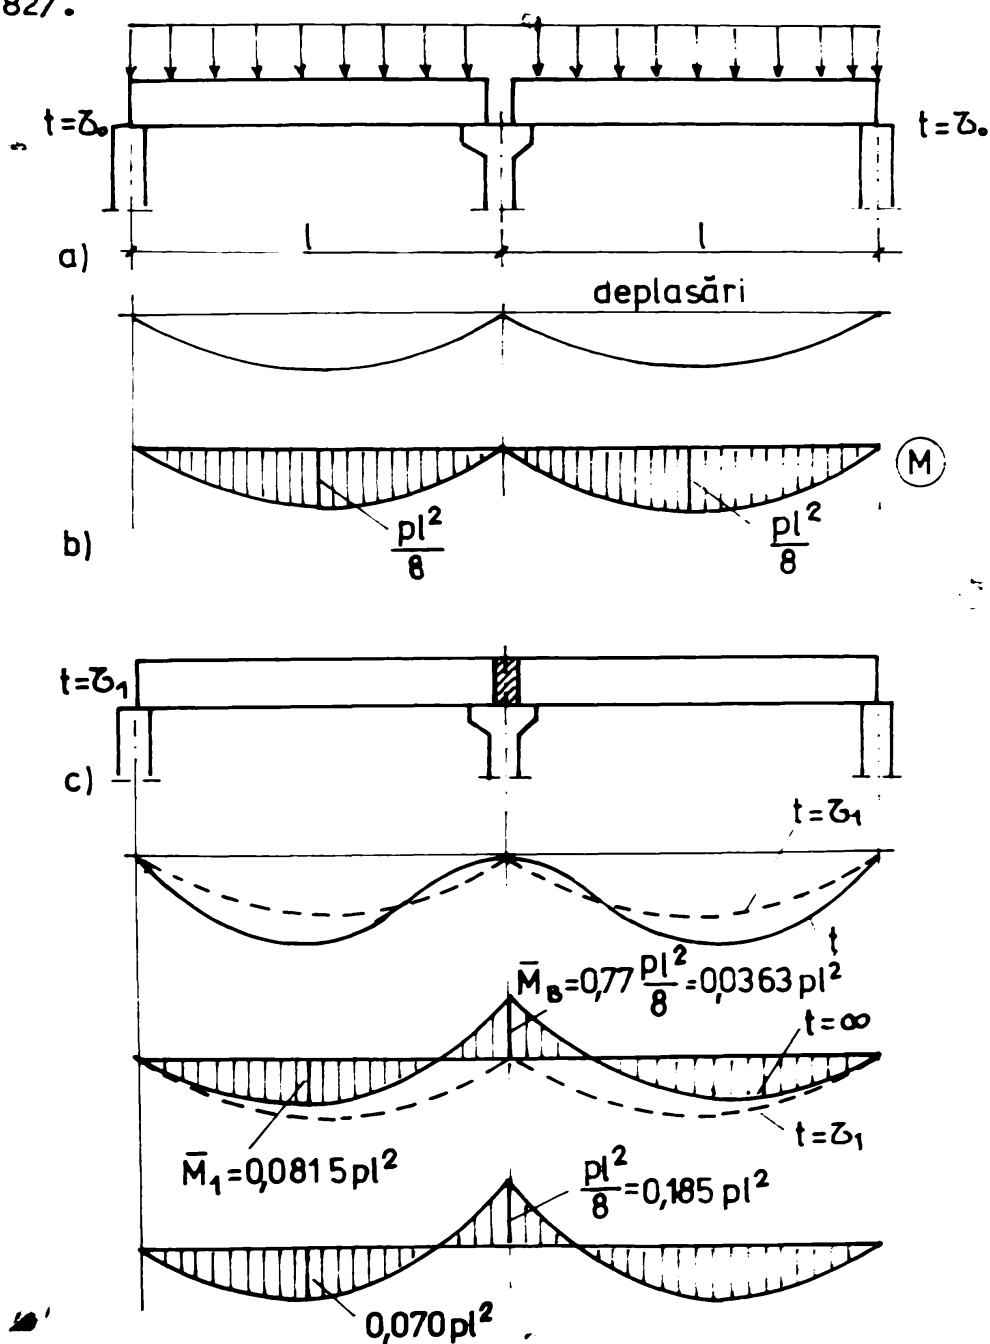 827.
t=τ₀
t=τ₀
l
l
a)
deplasări
M
pl²/8
pl²/8
b)
t=τ₁
c)
t=τ₁
t
M̄_B=0,77 pl²/8=0,0363 pl²
t=∞
t=τ₁
M̄₁=0,0815 pl²
pl²/8=0,185 pl²
0,070 pl²